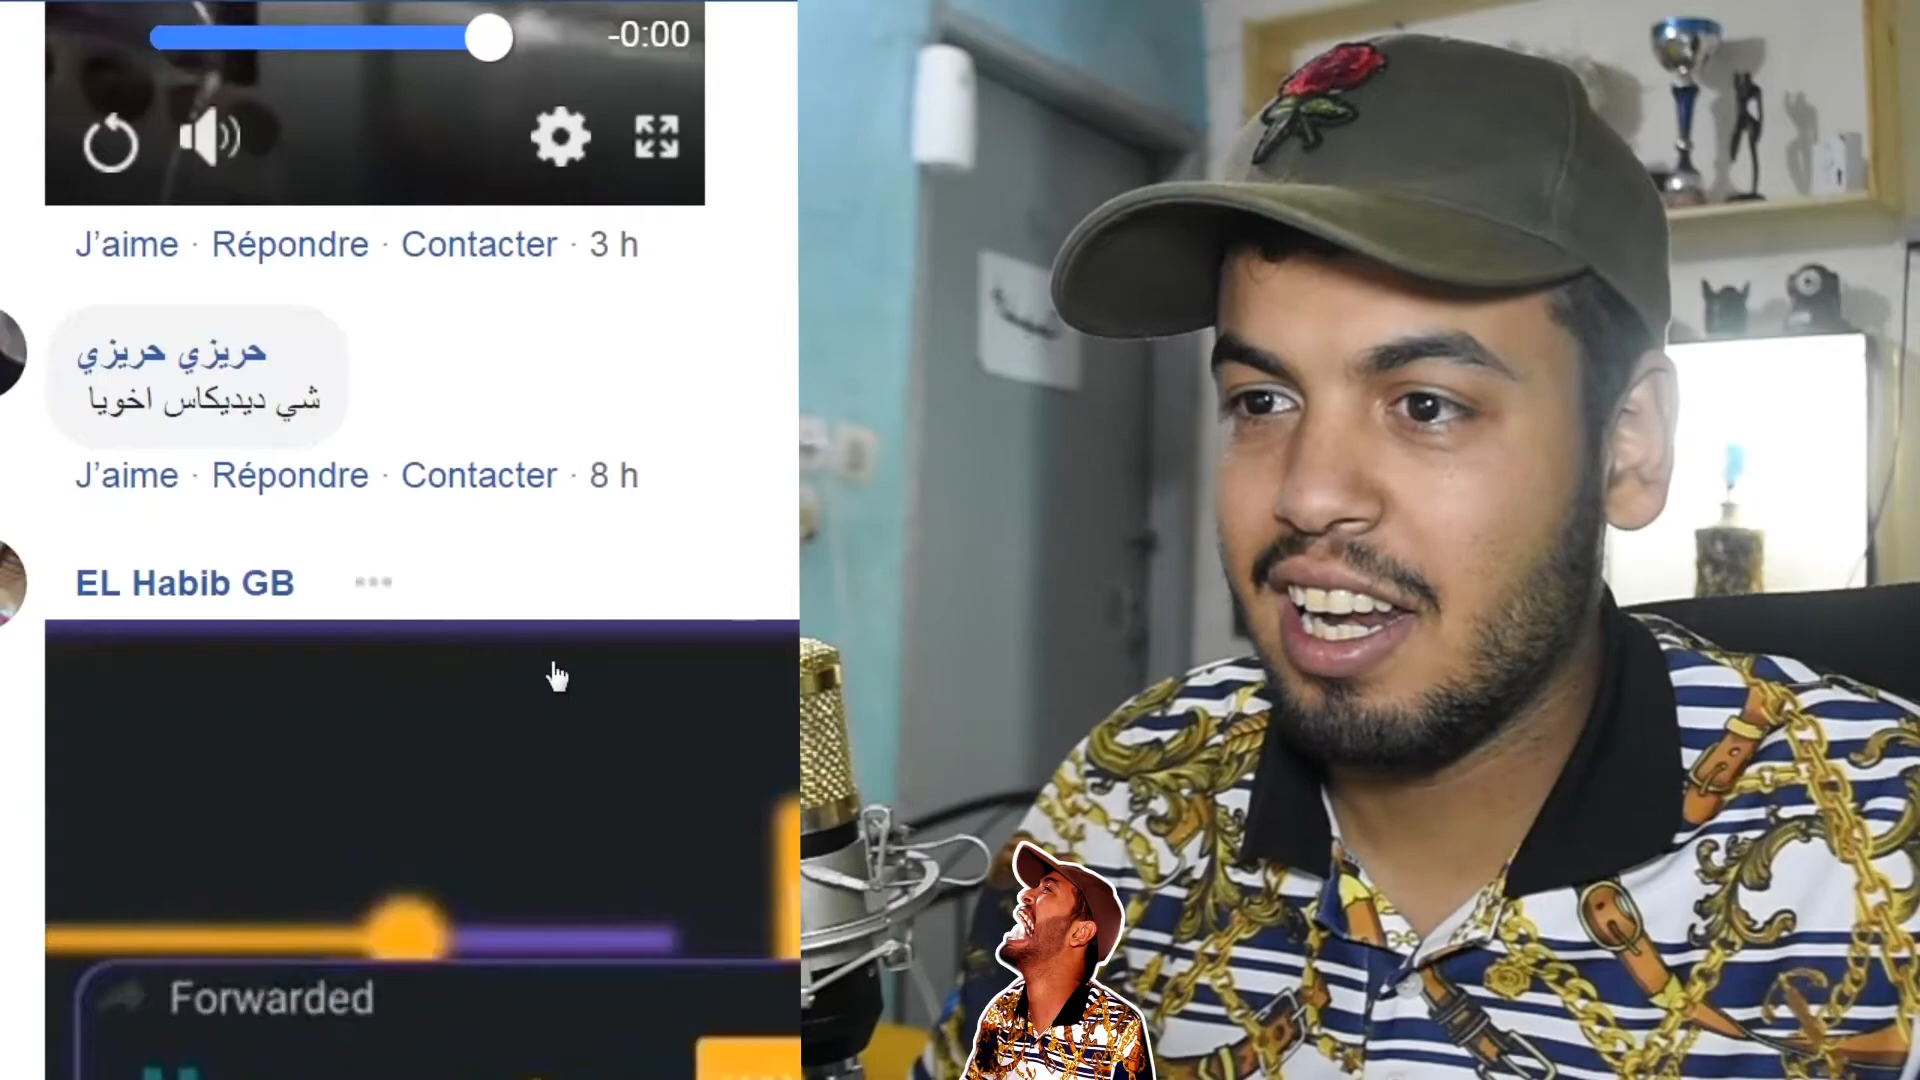 -0:00
J’aime · Répondre · Contacter · 3 h
حريزي حريزي
شي ديديكاس اخويا
J’aime · Répondre · Contacter · 8 h
EL Habib GB
Forwarded